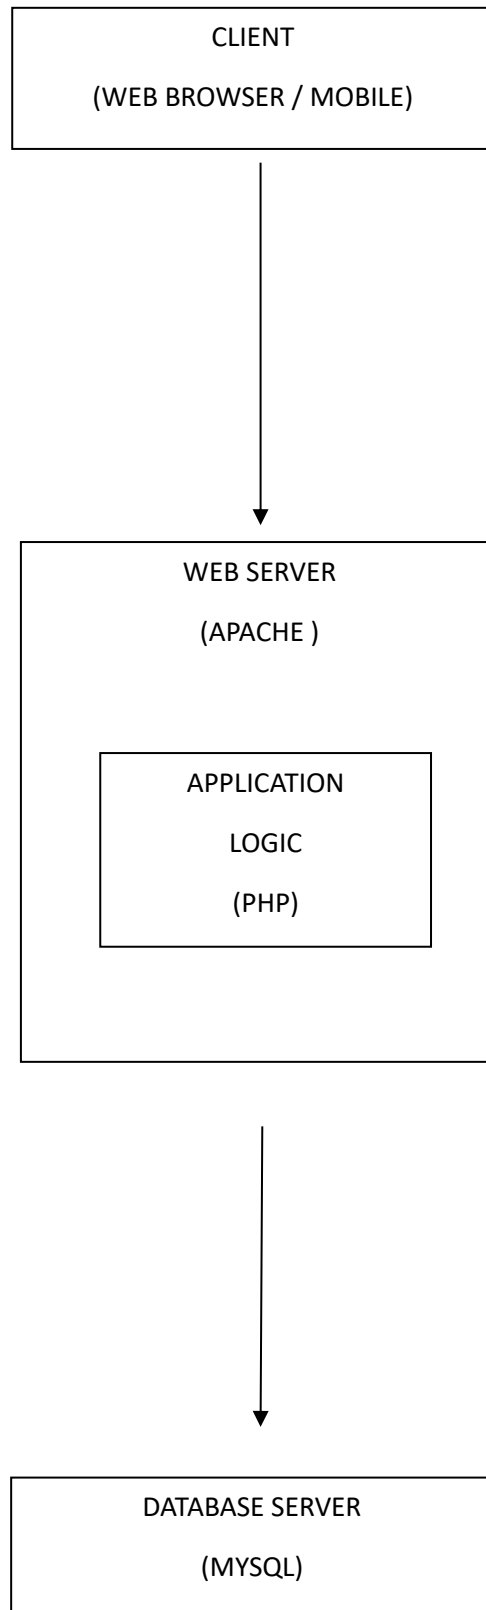 CLIENT
(WEB BROWSER / MOBILE)
WEB SERVER
(APACHE )
APPLICATION
LOGIC
(PHP)
DATABASE SERVER
(MYSQL)